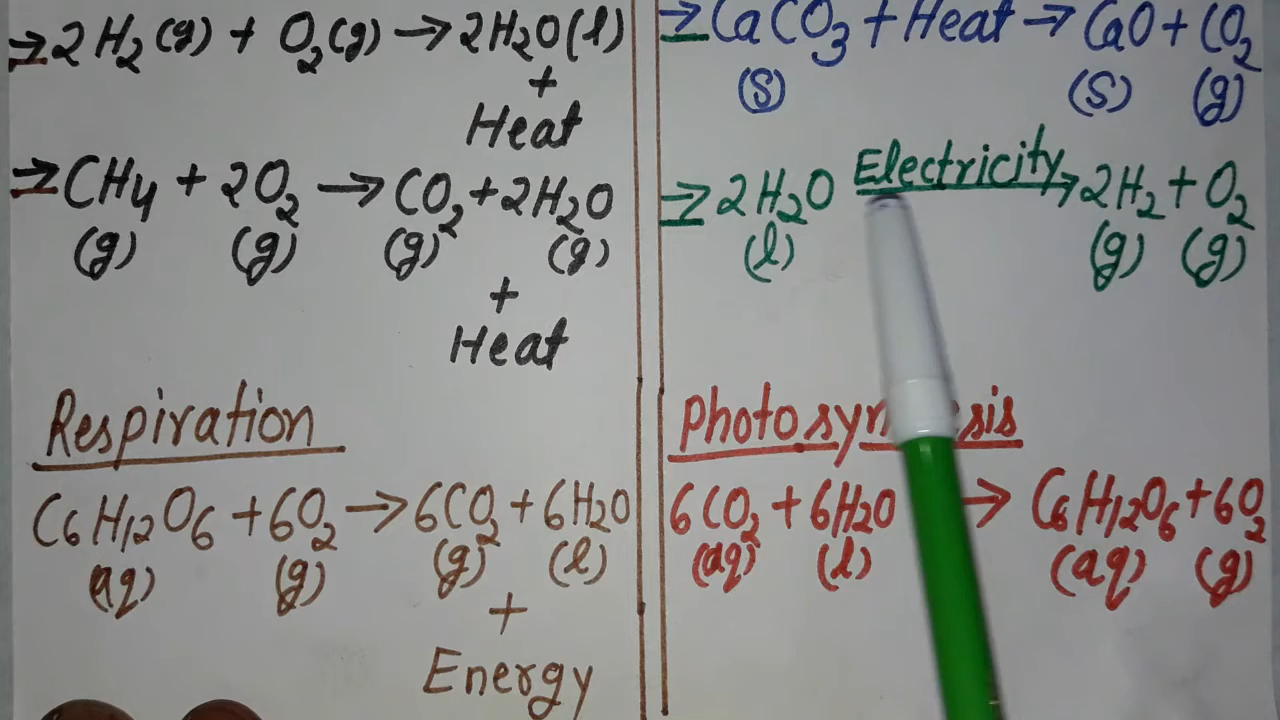 ⇒ 2H₂(g) + O₂(g) → 2H₂O(l)
+
Heat
⇒ CH₄ + 2O₂ → CO₂ + 2H₂O
(g) (g) (g) (g)
+
Heat
Respiration
C₆H₁₂O₆ + 6O₂ → 6CO₂ + 6H₂O
(aq) (g) (g) (l)
+
Energy
⇒ CaCO₃ + Heat → CaO + CO₂
(s) (s) (g)
⇒ 2H₂O Electricity→ 2H₂ + O₂
(l) (g) (g)
6CO₂ + 6H₂O → C₆H₁₂O₆ + 6O₂
(aq) (l) (aq) (g)